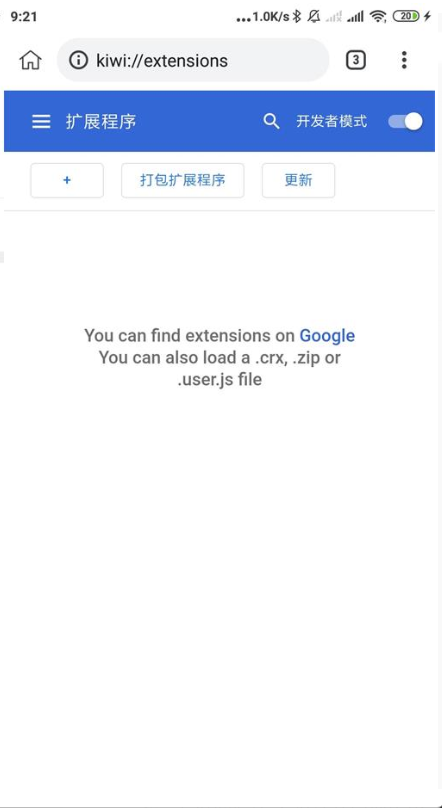 9:21 ...1.0K/s 20
kiwi://extensions 3
扩展程序 开发者模式
+ 打包扩展程序 更新
You can find extensions on Google
You can also load a .crx, .zip or
.user.js file